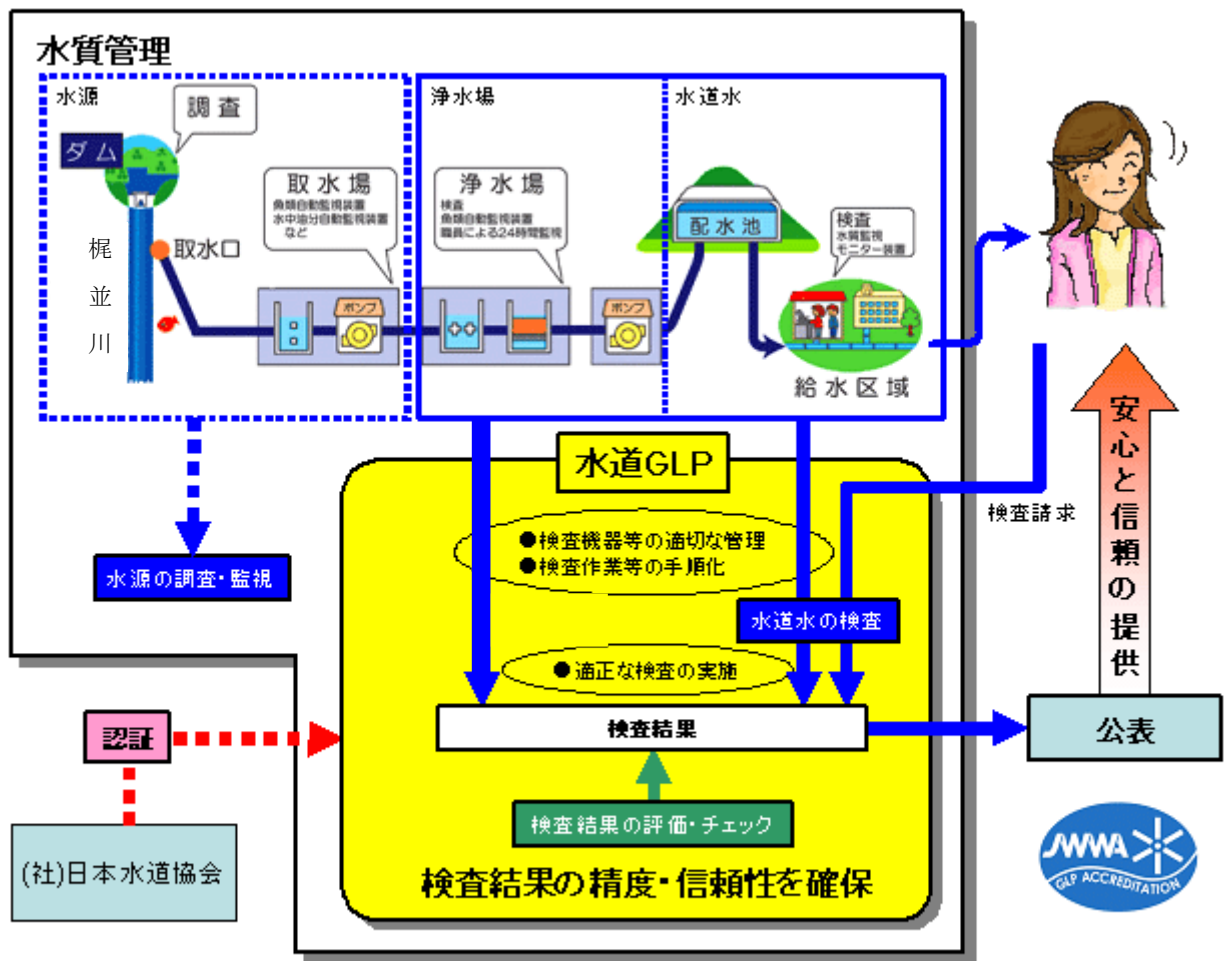 水質管理
水源
調査
ダム
梶
並
川
取水口
取水場
魚類自動監視装置
水中油分自動監視装置
など
ポンプ
浄水場
浄水場
検査
魚類自動監視装置
職員による24時間監視
ポンプ
水道水
配水池
検査
水質監視
モニター装置
給水区域
水源の調査・監視
水道GLP
●検査機器等の適切な管理
●検査作業等の手順化
水道水の検査
●適正な検査の実施
検査結果
検査結果の評価・チェック
検査結果の精度・信頼性を確保
認証
(社)日本水道協会
検査請求
安心と信頼の提供
公表
JWWA
GLP ACCREDITATION